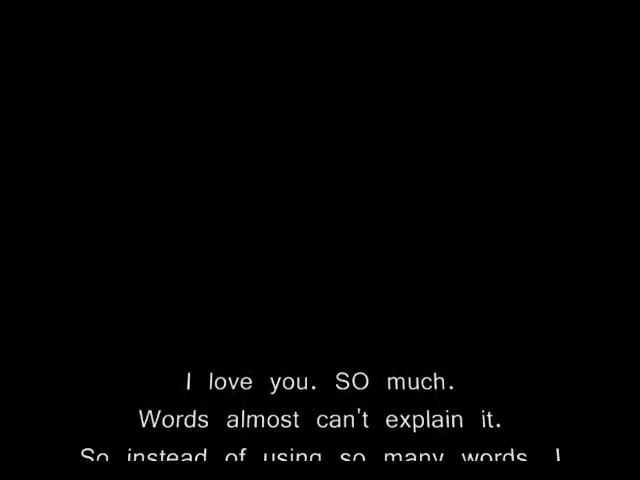 I love you. SO much.
Words almost can't explain it.
So instead of using so many words, I